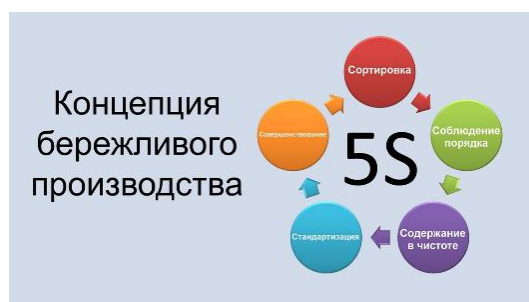 Концепция
бережливого
производства
5S
Сортировка
Соблюдение
порядка
Содержание
в чистоте
Стандартизация
Совершенствование